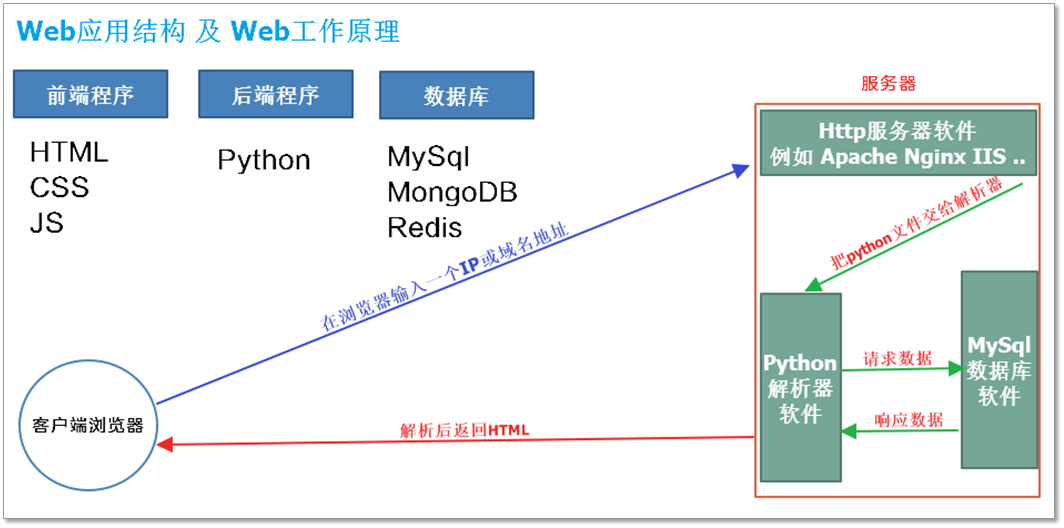 Web应用结构 及 Web工作原理
前端程序
后端程序
数据库
HTML
CSS
JS
Python
MySql
MongoDB
Redis
服务器
Http服务器软件
例如 Apache Nginx IIS ..
把python文件交给解析器
在浏览器输入一个IP或域名地址
Python
解析器
软件
请求数据
响应数据
MySql
数据库
软件
客户端浏览器
解析后返回HTML